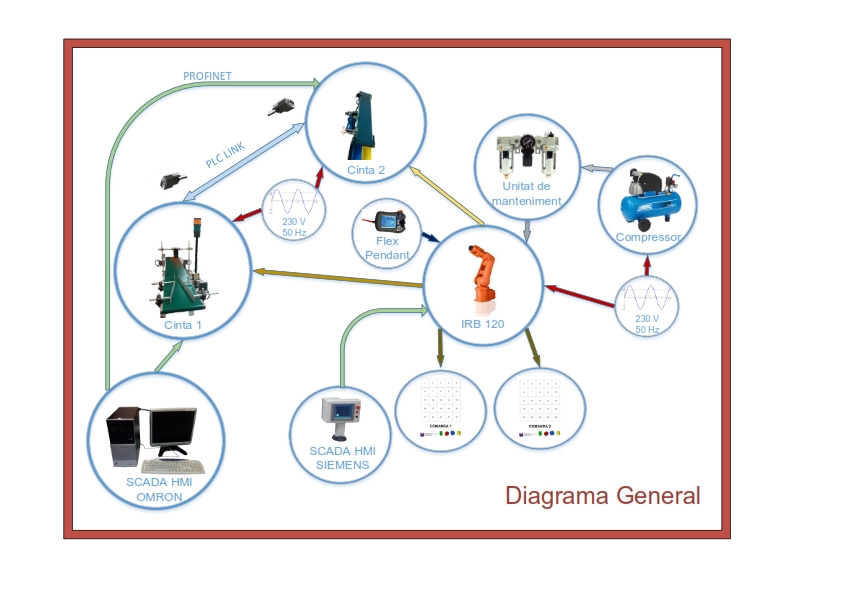 PROFINET
PLC LINK
Cinta 2
230 V
50 Hz
Unitat de
manteniment
Compressor
Flex
Pendant
Cinta 1
IRB 120
230 V
50 Hz
SCADA HMI
OMRON
SCADA HMI
SIEMENS
COMANDA 1
COMANDA 2
Diagrama General